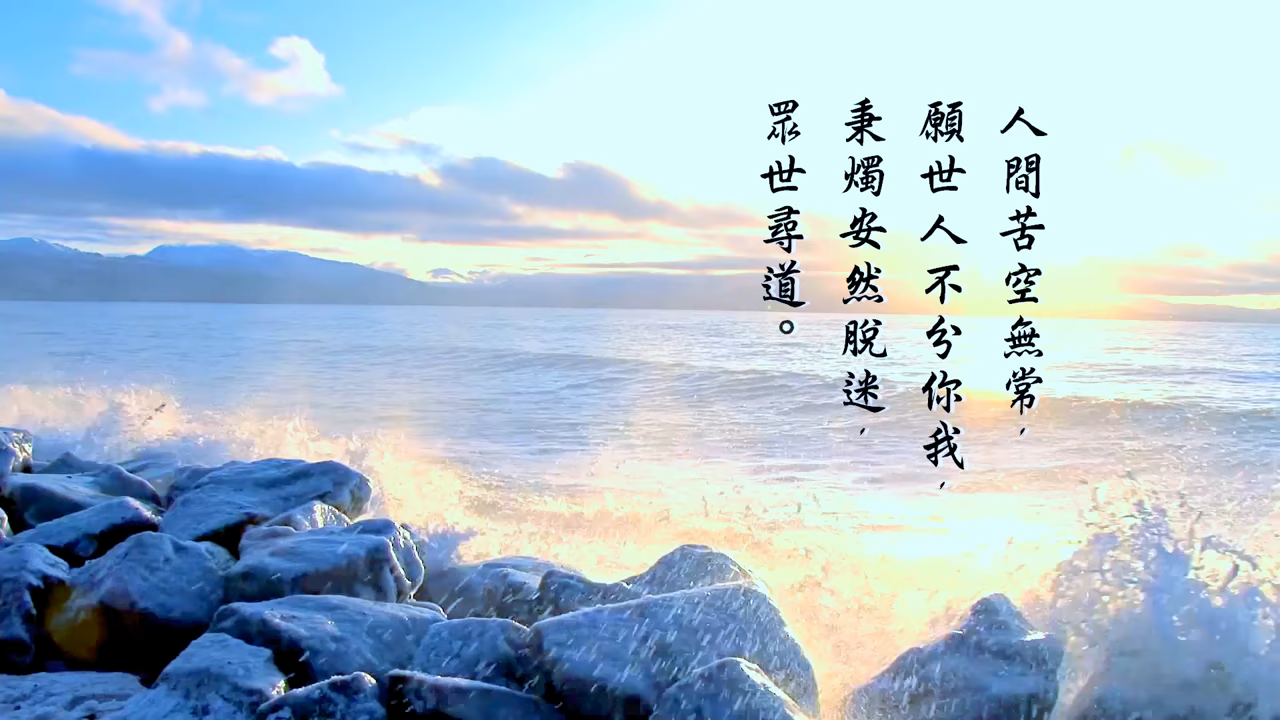 人間苦空無常，
願世人不分你我，
秉燭安然脫迷，
眾世尋道。